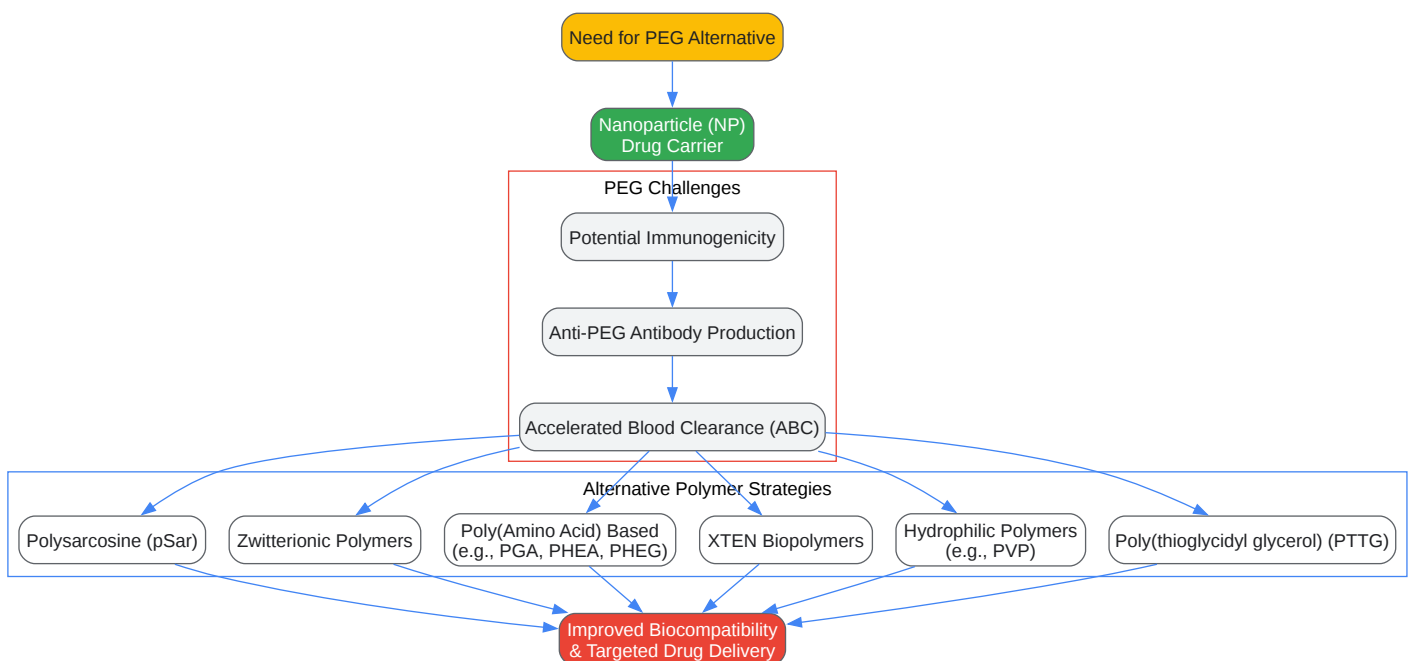 Need for PEG Alternative
Nanoparticle (NP)
Drug Carrier
PEG Challenges
Potential Immunogenicity
Anti-PEG Antibody Production
Accelerated Blood Clearance (ABC)
Alternative Polymer Strategies
Polysarcosine (pSar)
Zwitterionic Polymers
Poly(Amino Acid) Based
(e.g., PGA, PHEA, PHEG)
XTEN Biopolymers
Hydrophilic Polymers
(e.g., PVP)
Poly(thioglycidyl glycerol) (PTTG)
Improved Biocompatibility
& Targeted Drug Delivery